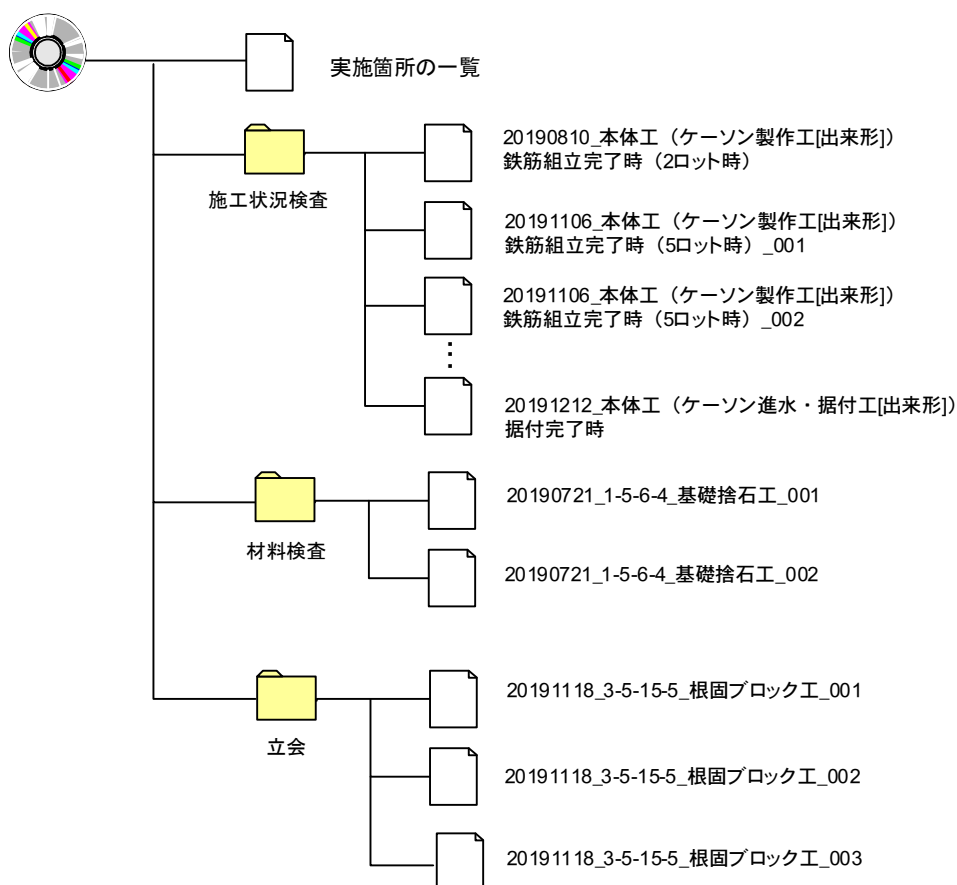 実施箇所の一覧
施工状況検査
20190810_本体工（ケーソン製作工[出来形]）
鉄筋組立完了時（2ロット時）
20191106_本体工（ケーソン製作工[出来形]）
鉄筋組立完了時（5ロット時）_001
20191106_本体工（ケーソン製作工[出来形]）
鉄筋組立完了時（5ロット時）_002
20191212_本体工（ケーソン進水・据付工[出来形]）
据付完了時
材料検査
20190721_1-5-6-4_基礎捨石工_001
20190721_1-5-6-4_基礎捨石工_002
立会
20191118_3-5-15-5_根固ブロック工_001
20191118_3-5-15-5_根固ブロック工_002
20191118_3-5-15-5_根固ブロック工_003